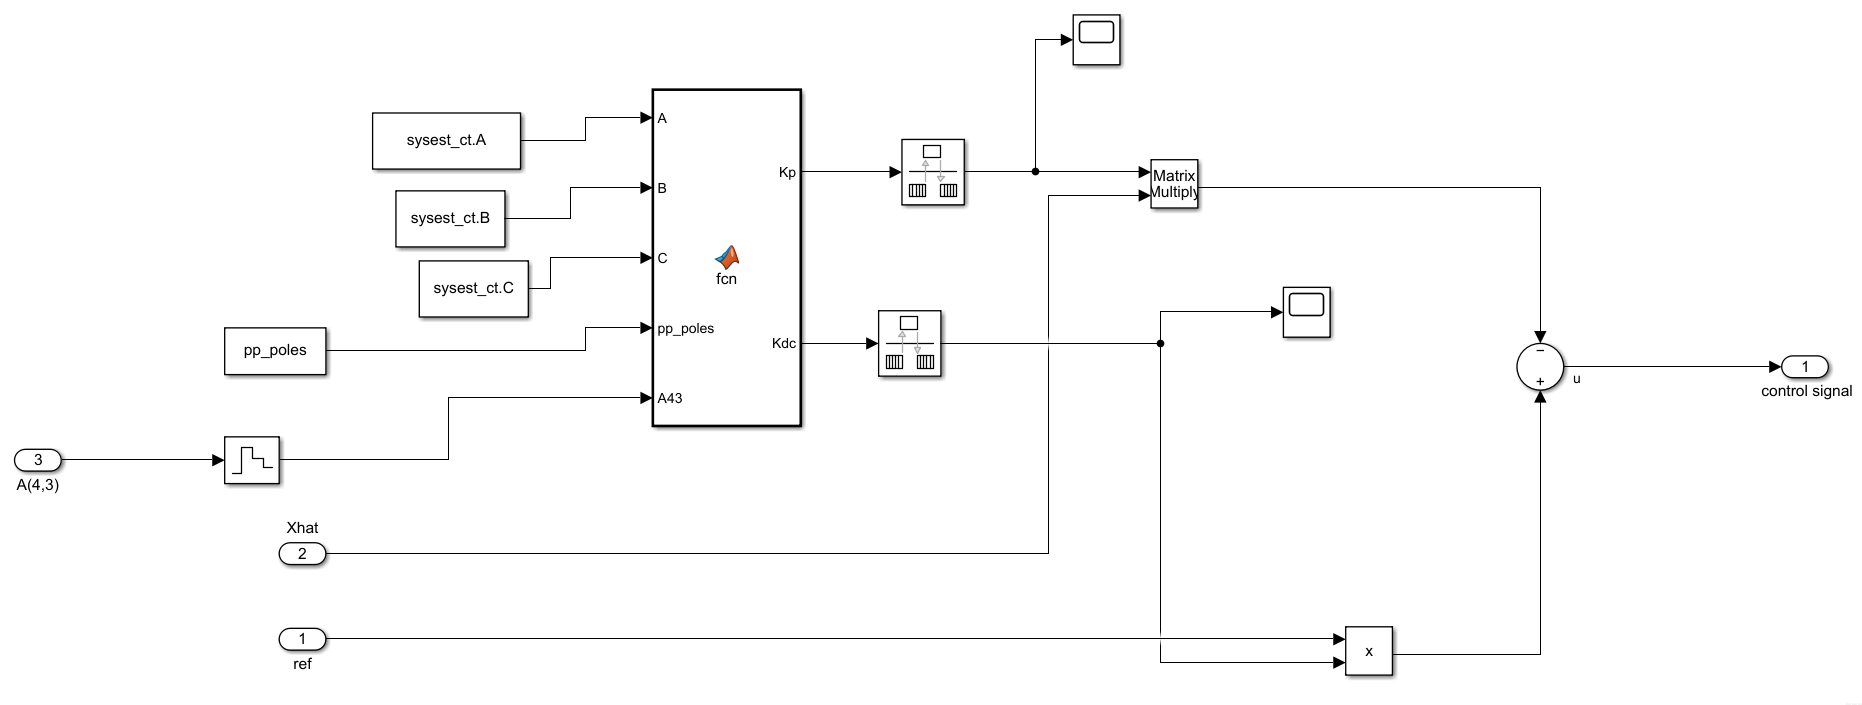 sysest_ct.A
A
sysest_ct.B
B
sysest_ct.C
C
pp_poles
pp_poles
A43
fcn
Kp
Kdc
Matrix
Multiply
3
A(4,3)
Xhat
2
1
ref
x
−
+
u
1
control signal